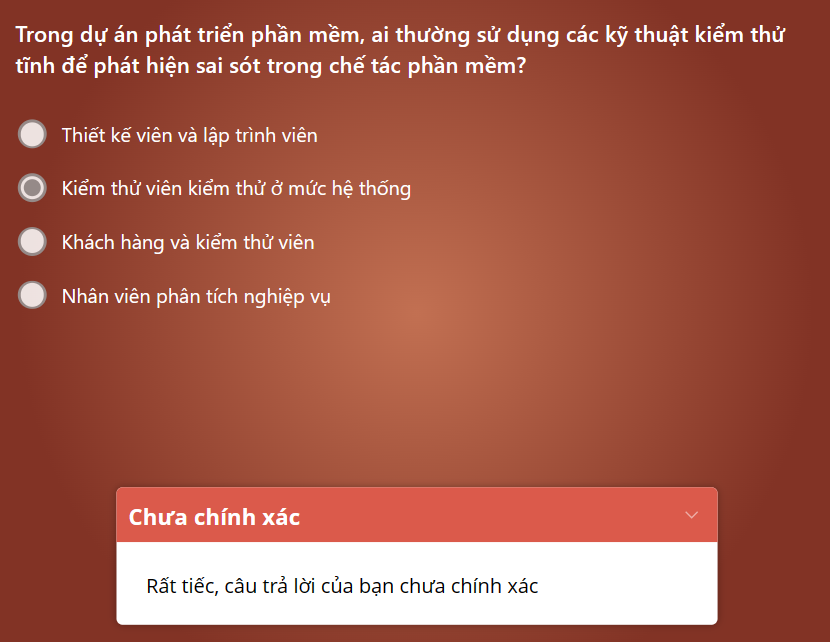 Trong dự án phát triển phần mềm, ai thường sử dụng các kỹ thuật kiểm thử
tĩnh để phát hiện sai sót trong chế tác phần mềm?
Thiết kế viên và lập trình viên
Kiểm thử viên kiểm thử ở mức hệ thống
Khách hàng và kiểm thử viên
Nhân viên phân tích nghiệp vụ
Chưa chính xác
Rất tiếc, câu trả lời của bạn chưa chính xác